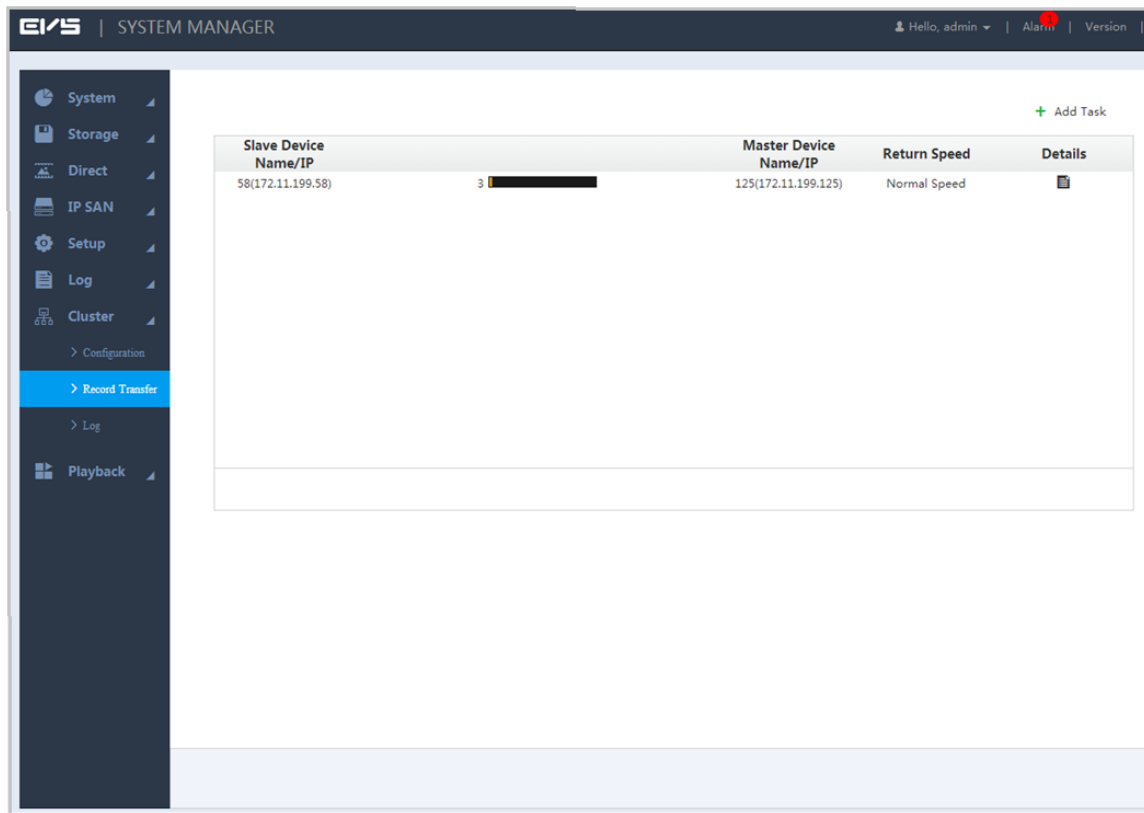 EVS | SYSTEM MANAGER Hello, admin | Alarm 1 | Version |
System
Storage
Direct
IP SAN
Setup
Log
Cluster
> Configuration
> Record Transfer
> Log
Playback
+ Add Task
Slave Device Name/IP
Master Device Name/IP
Return Speed
Details
58(172.11.199.58) 3 125(172.11.199.125) Normal Speed